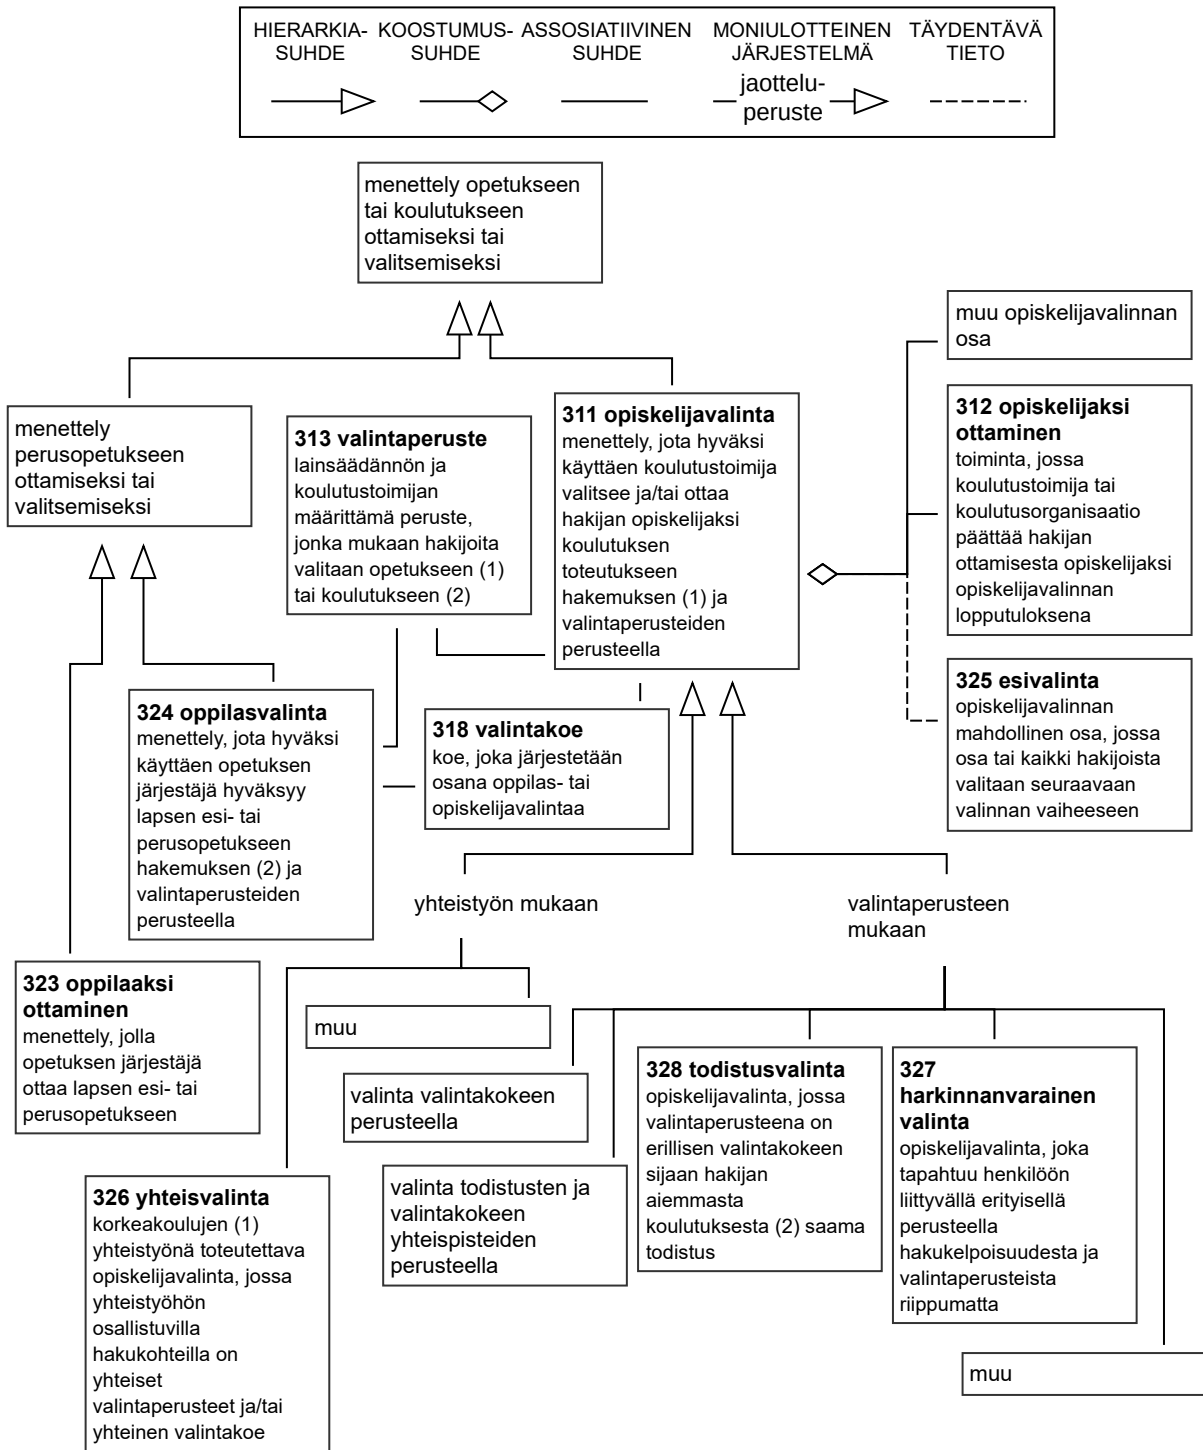 HIERARKIA-
SUHDE
KOOSTUMUS-
SUHDE
ASSOSIATIIVINEN
SUHDE
MONIULOTTEINEN
JÄRJESTELMÄ
jaottelu-
peruste
TÄYDENTÄVÄ
TIETO
menettely opetukseen
tai koulutukseen
ottamiseksi tai
valitsemiseksi
muu opiskelijavalinnan
osa
menettely
perusopetukseen
ottamiseksi tai
valitsemiseksi
313 valintaperuste
lainsäädännön ja
koulutustoimijan
määrittämä peruste,
jonka mukaan hakijoita
valitaan opetukseen (1)
tai koulutukseen (2)
311 opiskelijavalinta
menettely, jota hyväksi
käyttäen koulutustoimija
valitsee ja/tai ottaa
hakijan opiskelijaksi
koulutuksen
toteutukseen
hakemuksen (1) ja
valintaperusteiden
perusteella
312 opiskelijaksi
ottaminen
toiminta, jossa
koulutustoimija tai
koulutusorganisaatio
päättää hakijan
ottamisesta opiskelijaksi
opiskelijavalinnan
lopputuloksena
325 esivalinta
opiskelijavalinnan
mahdollinen osa, jossa
osa tai kaikki hakijoista
valitaan seuraavaan
valinnan vaiheeseen
324 oppilasvalinta
menettely, jota hyväksi
käyttäen opetuksen
järjestäjä hyväksyy
lapsen esi- tai
perusopetukseen
hakemuksen (2) ja
valintaperusteiden
perusteella
318 valintakoe
koe, joka järjestetään
osana oppilas- tai
opiskelijavalintaa
yhteistyön mukaan
valintaperusteen
mukaan
323 oppilaaksi
ottaminen
menettely, jolla
opetuksen järjestäjä
ottaa lapsen esi- tai
perusopetukseen
muu
valinta valintakokeen
perusteella
328 todistusvalinta
opiskelijavalinta, jossa
valintaperusteena on
erillisen valintakokeen
sijaan hakijan
aiemmasta
koulutuksesta (2) saama
todistus
327
harkinnanvarainen
valinta
opiskelijavalinta, joka
tapahtuu henkilöön
liittyvällä erityisellä
perusteella
hakukelpoisuudesta ja
valintaperusteista
riippumatta
326 yhteisvalinta
korkeakoulujen (1)
yhteistyönä toteutettava
opiskelijavalinta, jossa
yhteistyöhön
osallistuvilla
hakukohteilla on
yhteiset
valintaperusteet ja/tai
yhteinen valintakoe
valinta todistusten ja
valintakokeen
yhteispisteiden
perusteella
muu